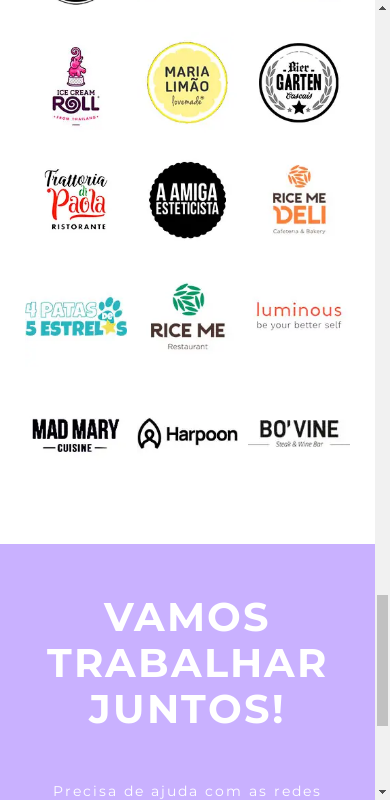 ICE CREAM
ROLL
FROM THAILAND
MARIA
LIMÃO
lovemade
Bier
GARTEN
Cascais
Trattoria
di
Paola
RISTORANTE
A AMIGA
ESTETICISTA
RICE ME
DELI
Cafeteria & Bakery
4 PATAS
DE
5 ESTRELAS
RICE ME
Restaurant
luminous
be your better self
MAD MARY
CUISINE
Harpoon
BO'VINE
Steak & Wine Bar
VAMOS
TRABALHAR
JUNTOS!
Precisa de ajuda com as redes